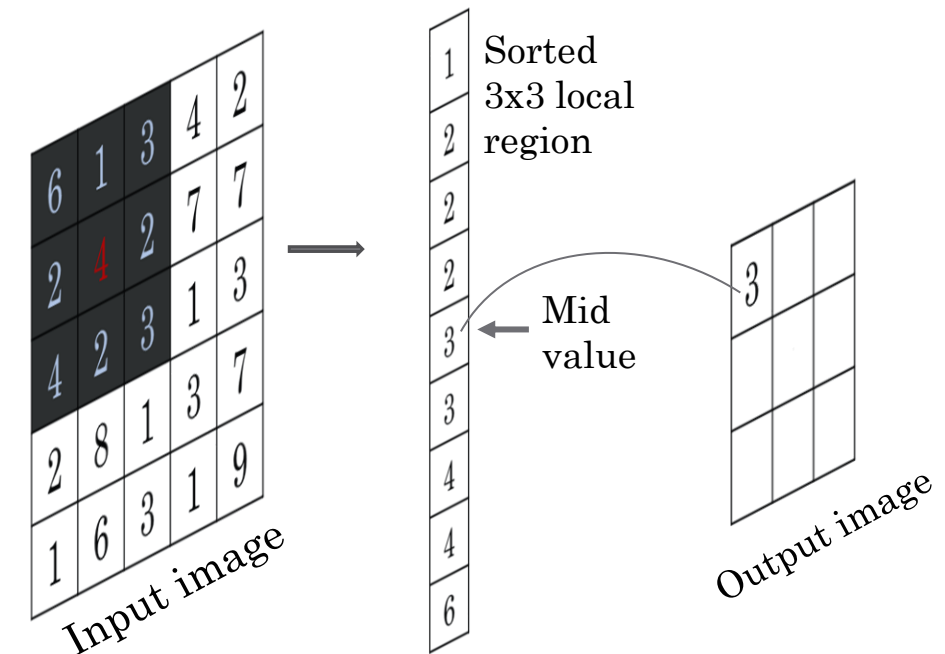 6 1 3 4 2
2 4 2 7 7
4 2 3 1 3
2 8 1 3 7
1 6 3 1 9
Input image
1
2
2
2
3
3
4
4
6
Sorted
3x3 local
region
Mid
value
3
Output image